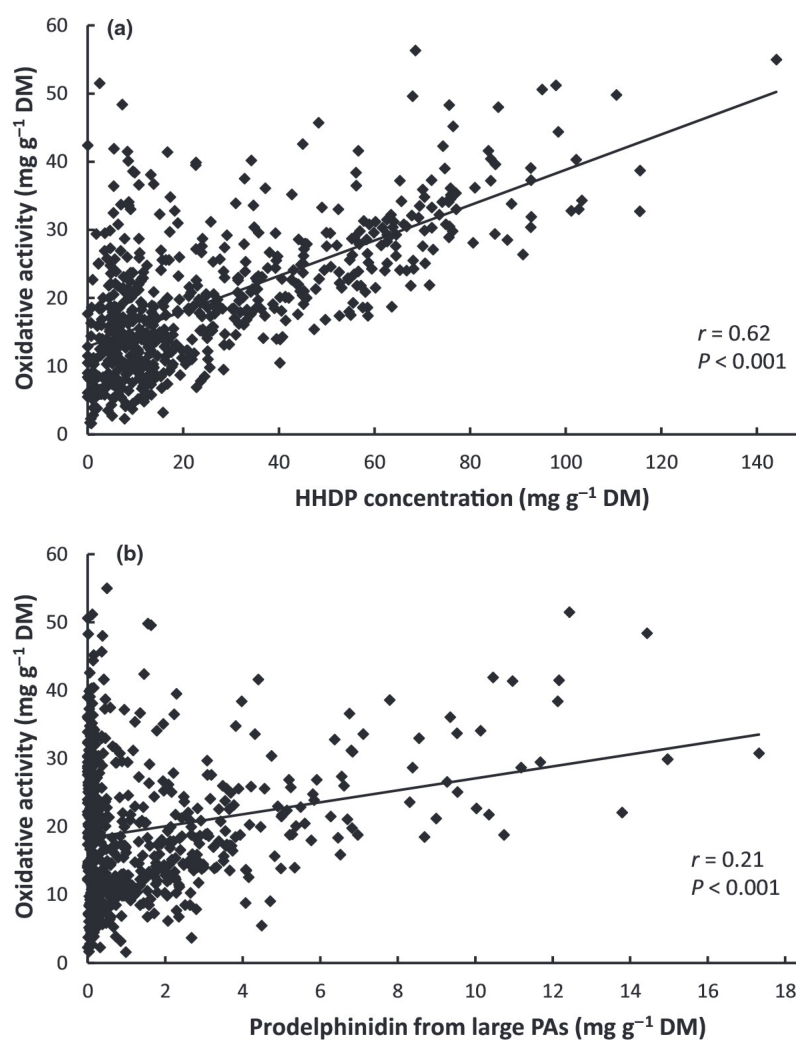 (a)
60
50
40
30
20
10
0
Oxidative activity (mg g⁻¹ DM)
r = 0.62
P < 0.001
0 20 40 60 80 100 120 140
HHDP concentration (mg g⁻¹ DM)
(b)
60
50
40
30
20
10
0
Oxidative activity (mg g⁻¹ DM)
r = 0.21
P < 0.001
0 2 4 6 8 10 12 14 16 18
Prodelphinidin from large PAs (mg g⁻¹ DM)